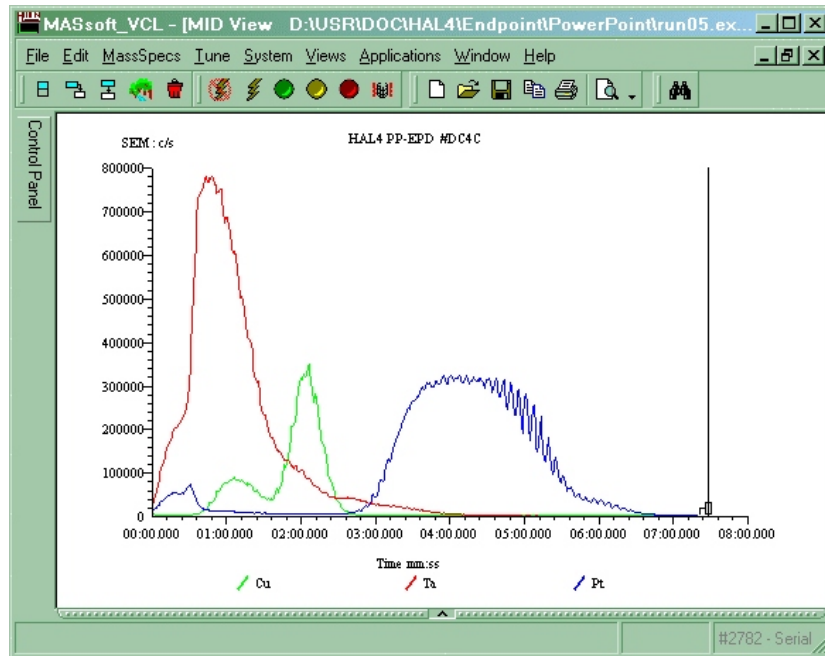 MASsoft_VCL - [MID View D:\USR\DOC\HAL4\Endpoint\PowerPoint\run05.ex...
File Edit MassSpecs Tune System Views Applications Window Help
Control Panel
SEM : c/s
HAL4 PP-EPD #DC4C
800000
700000
600000
500000
400000
300000
200000
100000
0
00:00.000 01:00.000 02:00.000 03:00.000 04:00.000 05:00.000 06:00.000 07:00.000 08:00.000
Time mm:ss
Cu Ta Pt
#2782 - Serial